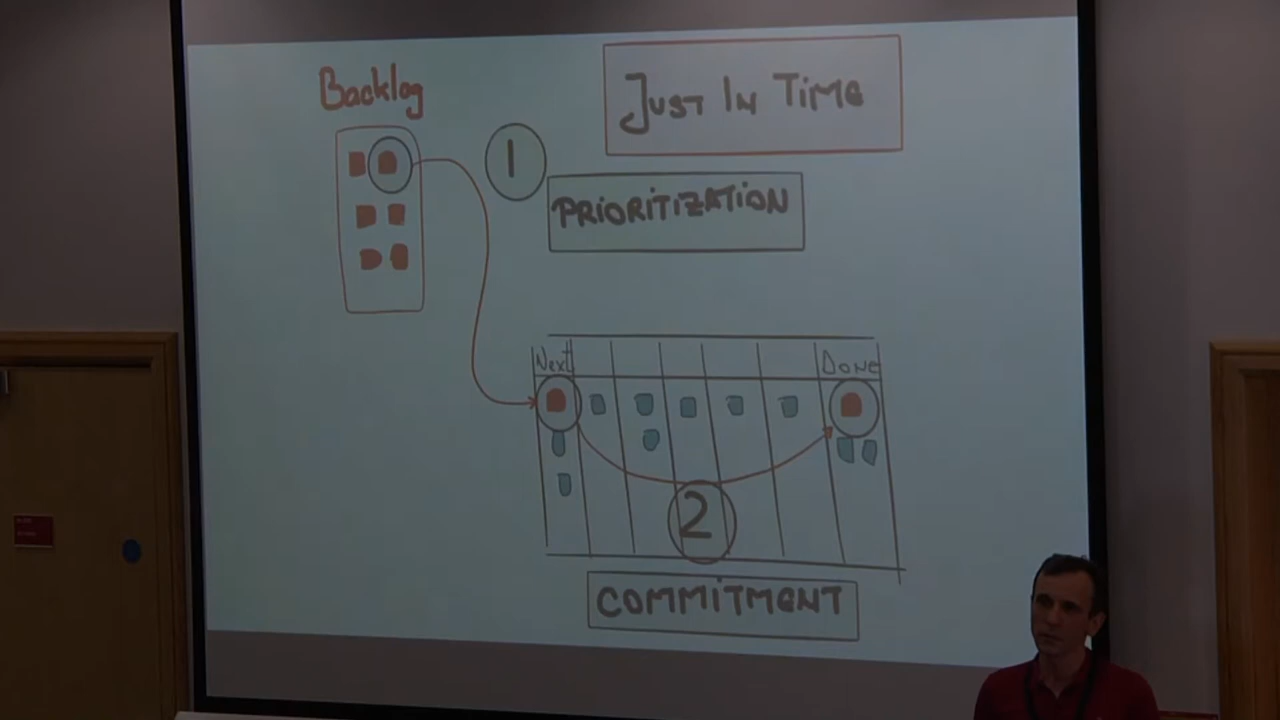 Backlog
JUST IN TIME
1
PRIORITIZATION
Next
Done
2
COMMITMENT